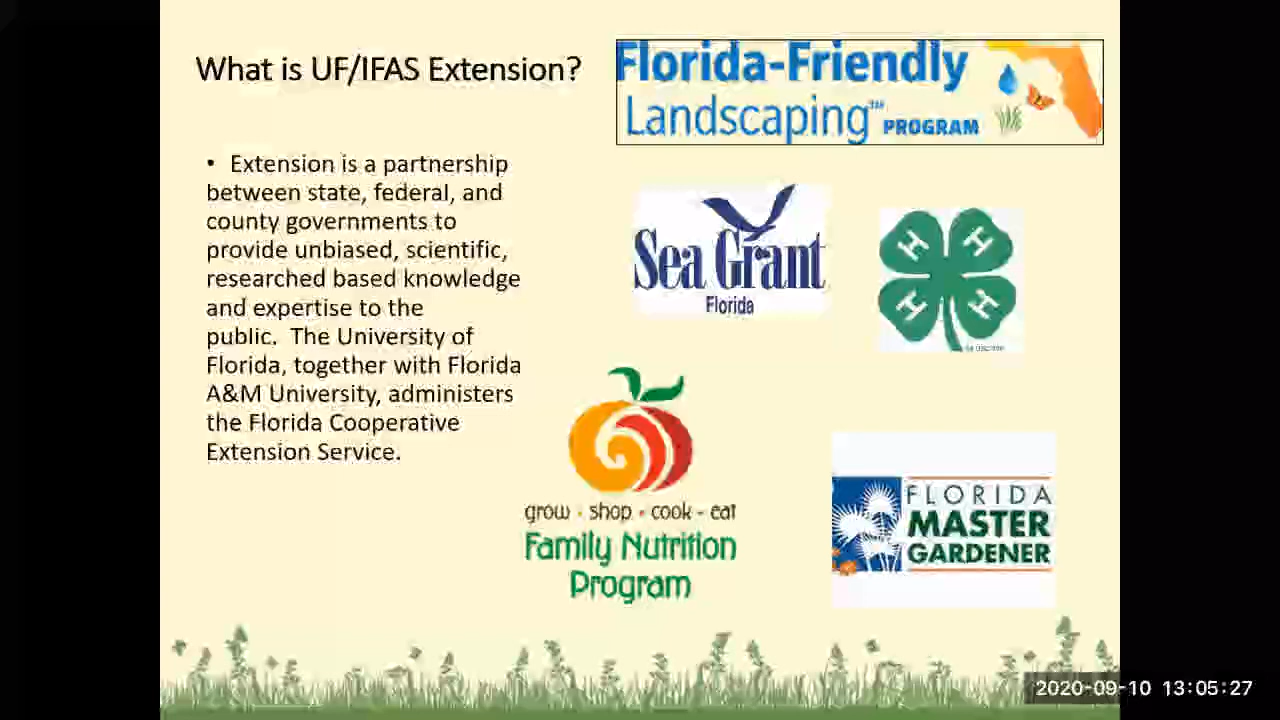 What is UF/IFAS Extension?
• Extension is a partnership
between state, federal, and
county governments to
provide unbiased, scientific,
researched based knowledge
and expertise to the
public. The University of
Florida, together with Florida
A&M University, administers
the Florida Cooperative
Extension Service.
Florida-Friendly
Landscaping℠ PROGRAM
Sea Grant
Florida
H H
H H
grow · shop · cook - eat
Family Nutrition
Program
FLORIDA
MASTER
GARDENER
2020-09-10 13:05:27